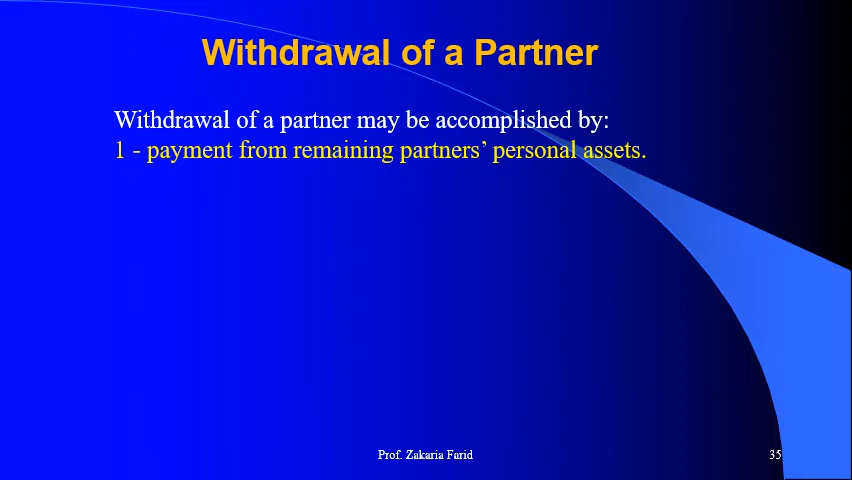 Withdrawal of a Partner
Withdrawal of a partner may be accomplished by:
1 - payment from remaining partners’ personal assets.
Prof. Zakaria Farid
35